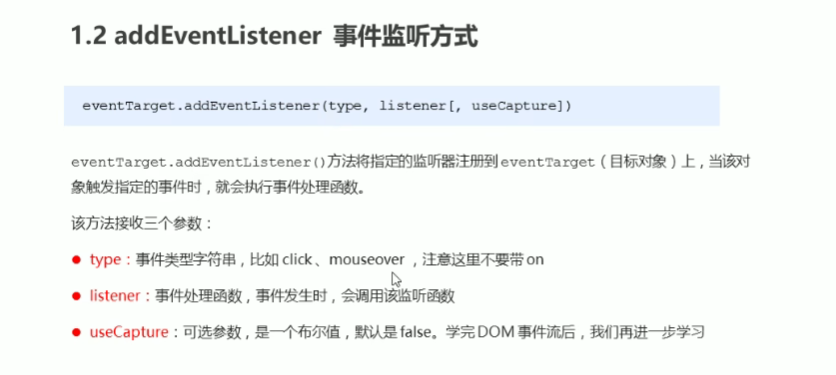 1.2 addEventListener 事件监听方式
eventTarget.addEventListener(type, listener[, useCapture])
eventTarget.addEventListener()方法将指定的监听器注册到 eventTarget（目标对象）上，当该对
象触发指定的事件时，就会执行事件处理函数。
该方法接收三个参数：
● type：事件类型字符串，比如 click 、mouseover ，注意这里不要带 on
● listener：事件处理函数，事件发生时，会调用该监听函数
● useCapture：可选参数，是一个布尔值，默认是 false。学完 DOM 事件流后，我们再进一步学习